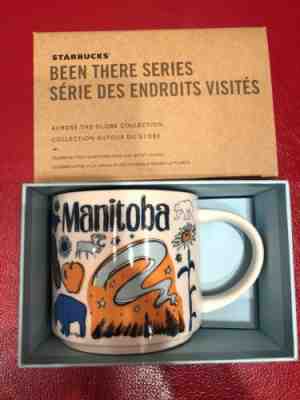 STARBUCKS®
BEEN THERE SERIES
SÉRIE DES ENDROITS VISITÉS
ACROSS THE GLOBE COLLECTION
COLLECTION AUTOUR DU GLOBE
Manitoba